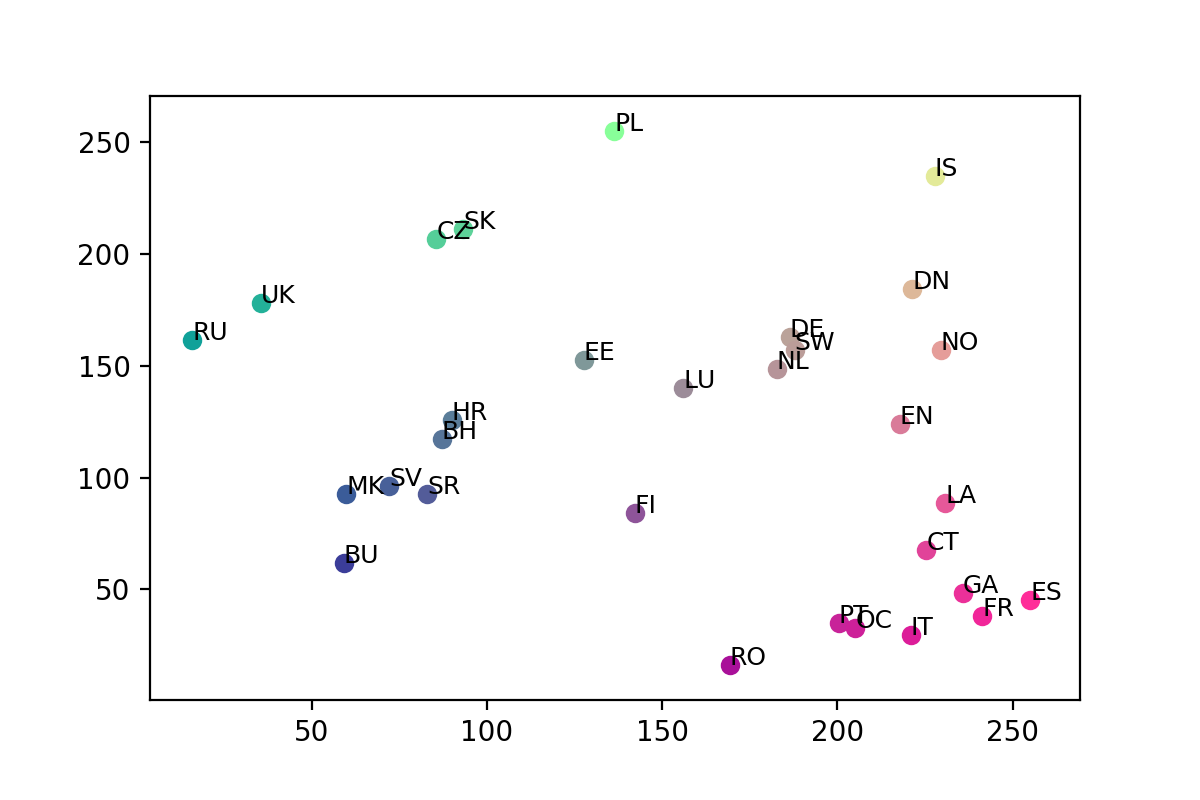 PL
IS
SK
CZ
DN
UK
RU
DE
SW
NO
EE
NL
LU
HR
EN
BH
SV
MK
SR
LA
FI
CT
BU
GA
ES
FR
PT
OC
IT
RO
250
200
150
100
50
50
100
150
200
250